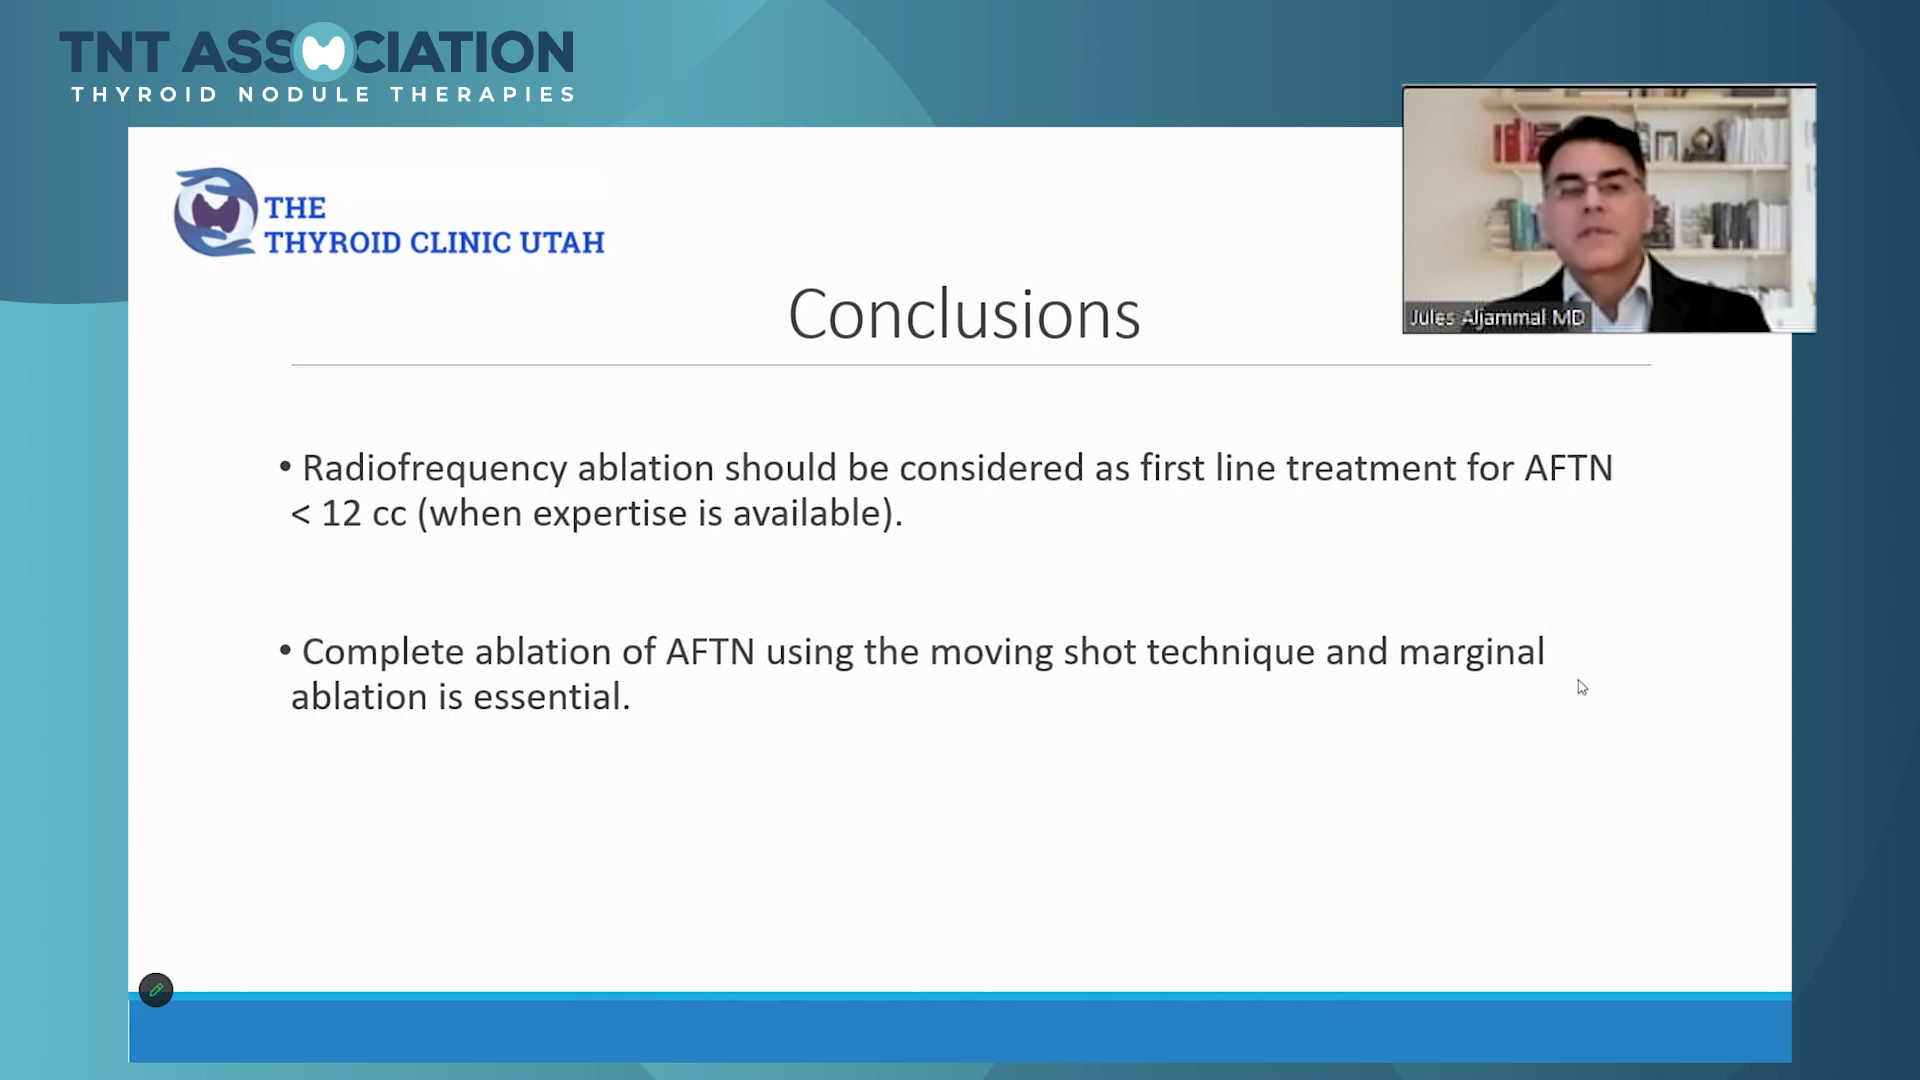 TNT ASSOCIATION
THYROID NODULE THERAPIES
THE
THYROID CLINIC UTAH
Jules Aljammal MD
Conclusions
• Radiofrequency ablation should be considered as first line treatment for AFTN
< 12 cc (when expertise is available).
• Complete ablation of AFTN using the moving shot technique and marginal
ablation is essential.